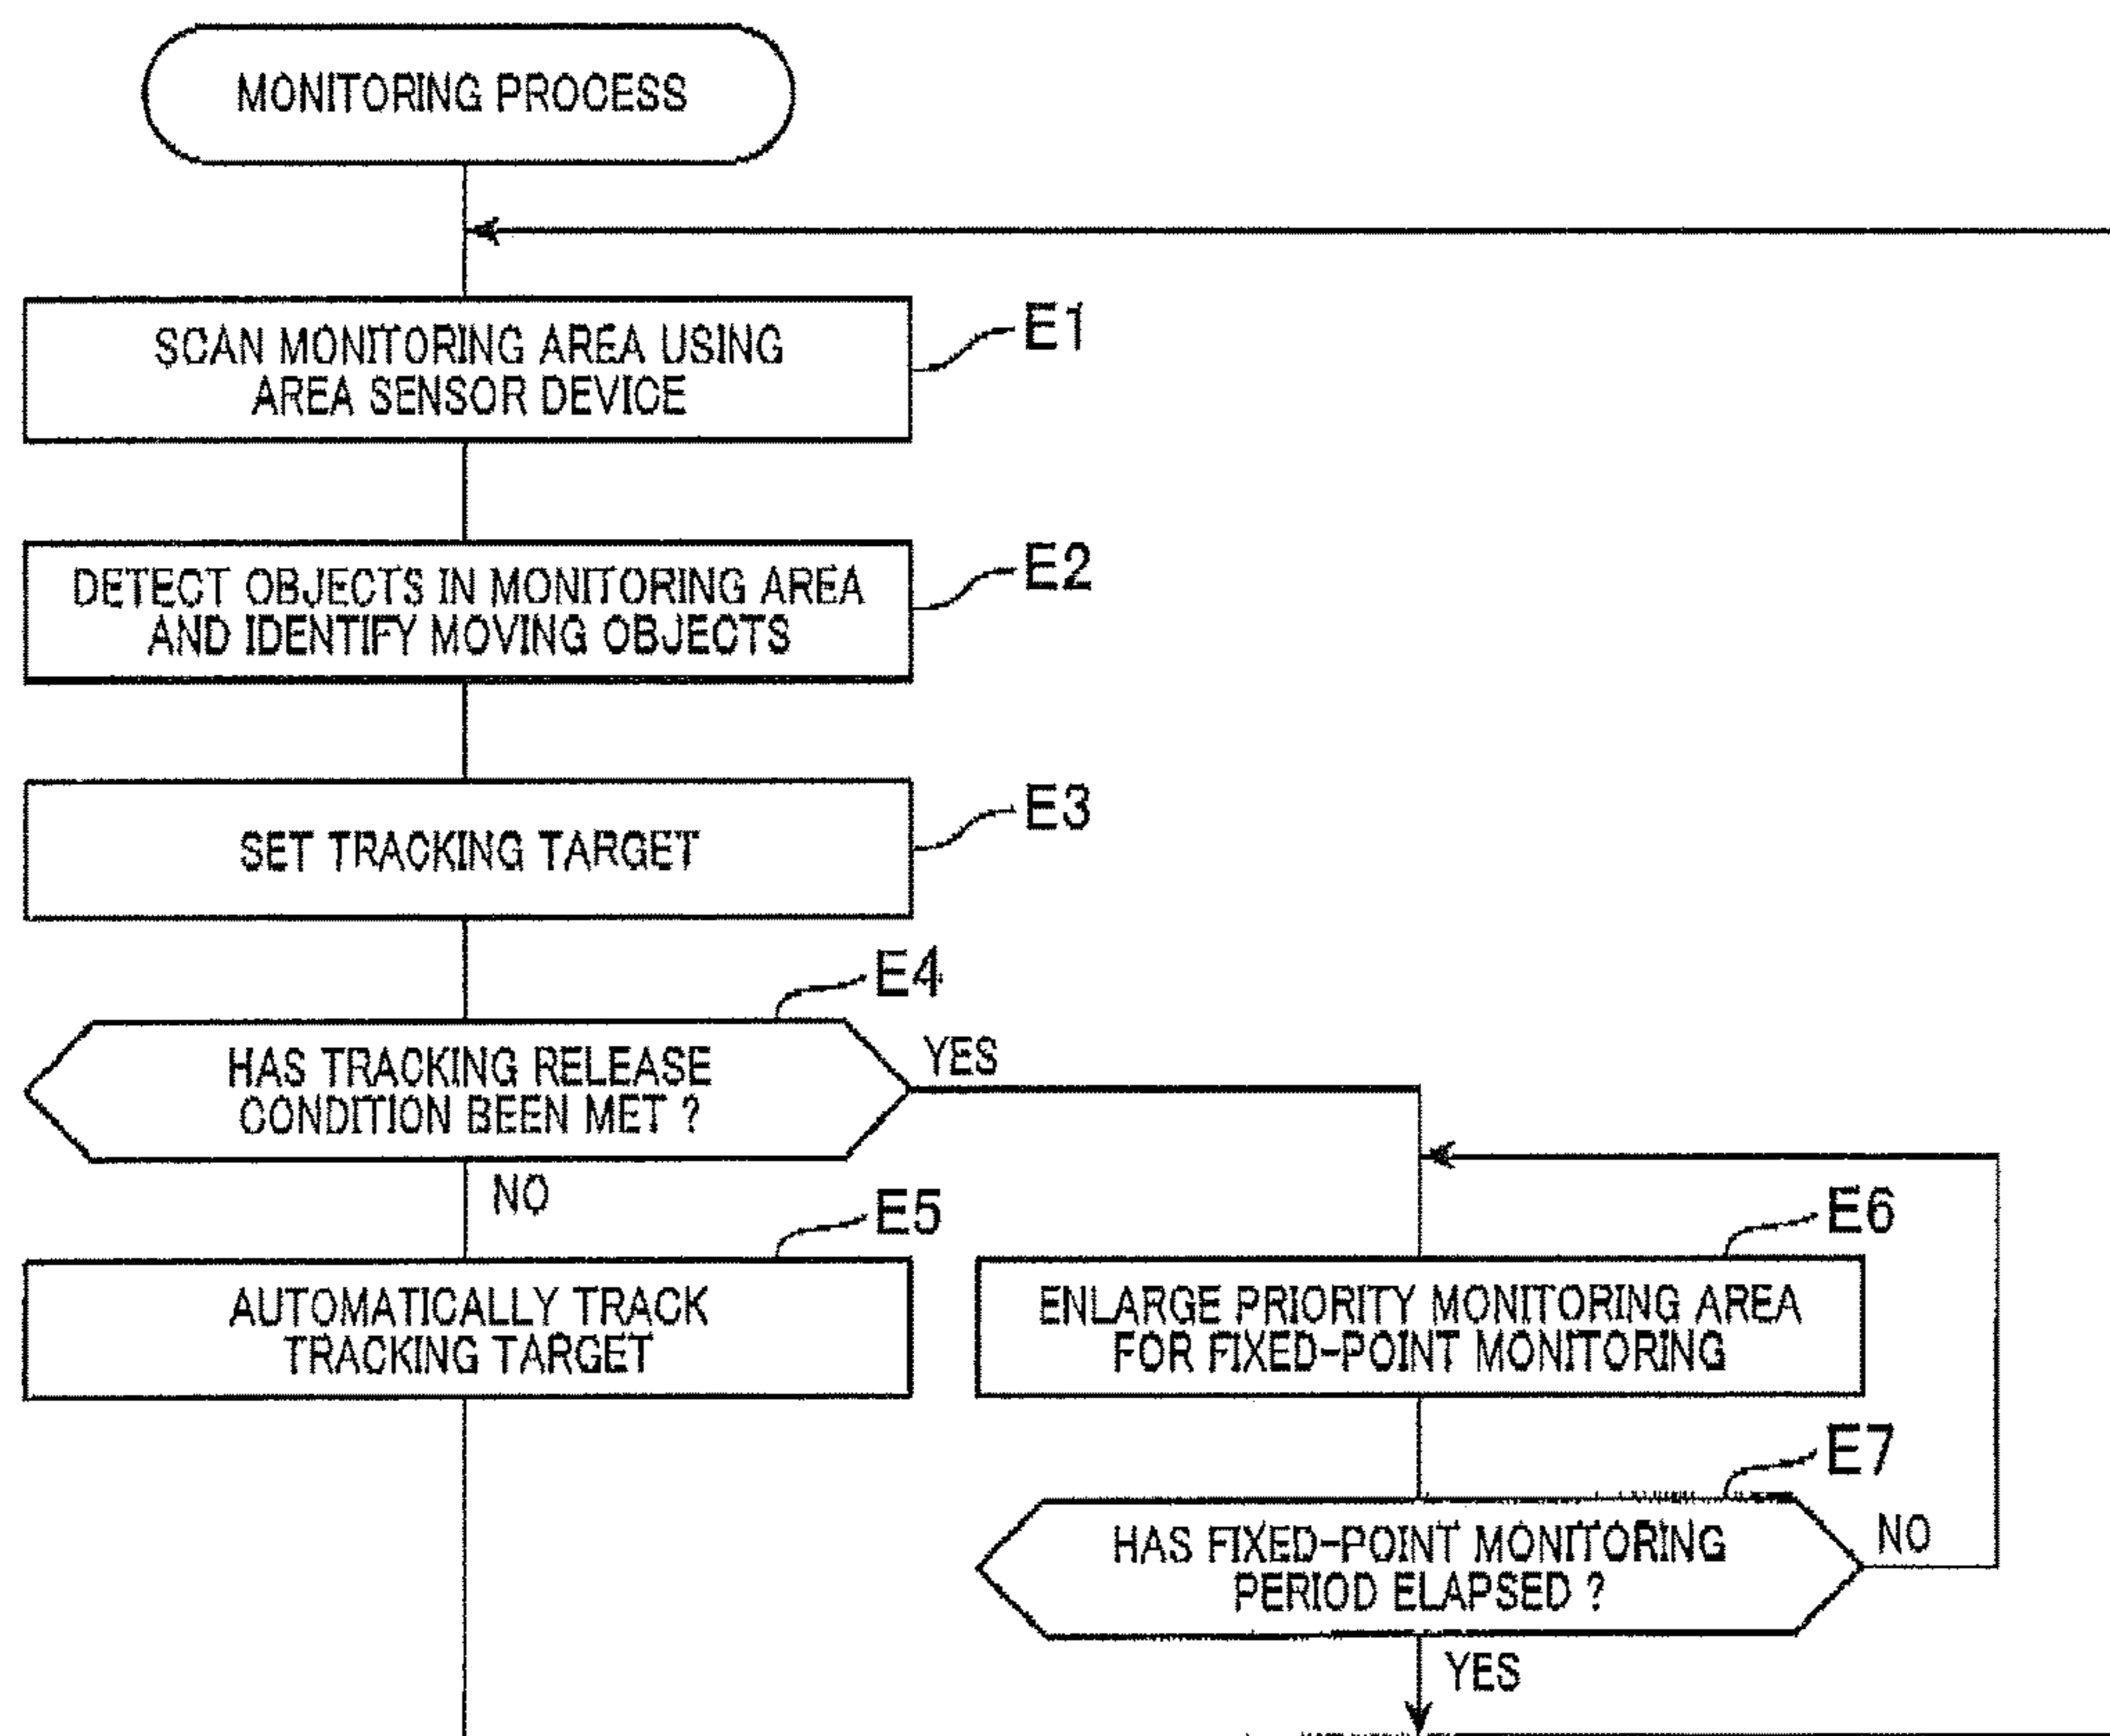 MONITORING PROCESS
SCAN MONITORING AREA USING
AREA SENSOR DEVICE
E1
DETECT OBJECTS IN MONITORING AREA
AND IDENTIFY MOVING OBJECTS
E2
SET TRACKING TARGET
E3
E4
HAS TRACKING RELEASE
CONDITION BEEN MET ?
YES
NO
E5
AUTOMATICALLY TRACK
TRACKING TARGET
E6
ENLARGE PRIORITY MONITORING AREA
FOR FIXED-POINT MONITORING
E7
HAS FIXED-POINT MONITORING
PERIOD ELAPSED ?
NO
YES